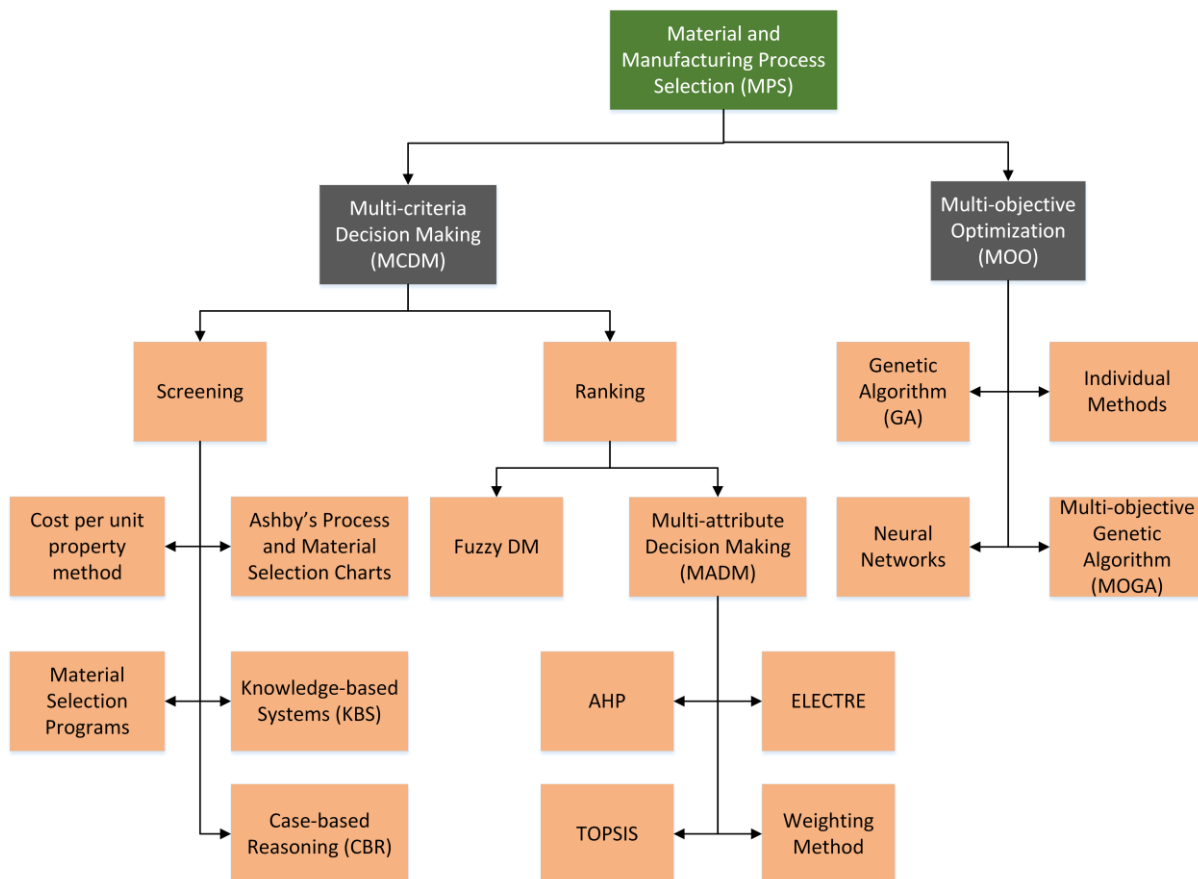 Material and
Manufacturing Process
Selection (MPS)
Multi-criteria
Decision Making
(MCDM)
Multi-objective
Optimization
(MOO)
Screening
Ranking
Genetic
Algorithm
(GA)
Individual
Methods
Cost per unit
property
method
Ashby's Process
and Material
Selection Charts
Fuzzy DM
Multi-attribute
Decision Making
(MADM)
Neural
Networks
Multi-objective
Genetic
Algorithm
(MOGA)
Material
Selection
Programs
Knowledge-based
Systems (KBS)
AHP
ELECTRE
Case-based
Reasoning (CBR)
TOPSIS
Weighting
Method